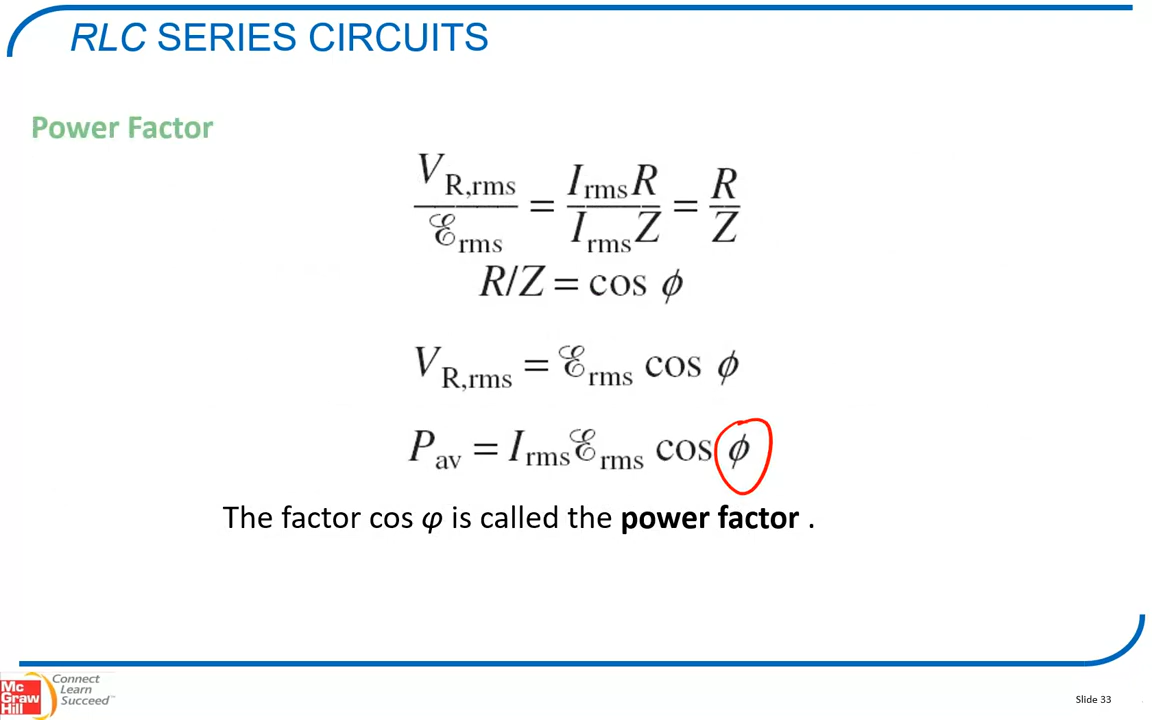 RLC SERIES CIRCUITS
Power Factor
V_R,rms / ℰ_rms = I_rms R / I_rms Z = R / Z
R/Z = cos ϕ
V_R,rms = ℰ_rms cos ϕ
P_av = I_rms ℰ_rms cos ϕ
The factor cos φ is called the power factor .
Mc
Graw
Hill
Connect
Learn
Succeed™
Slide 33